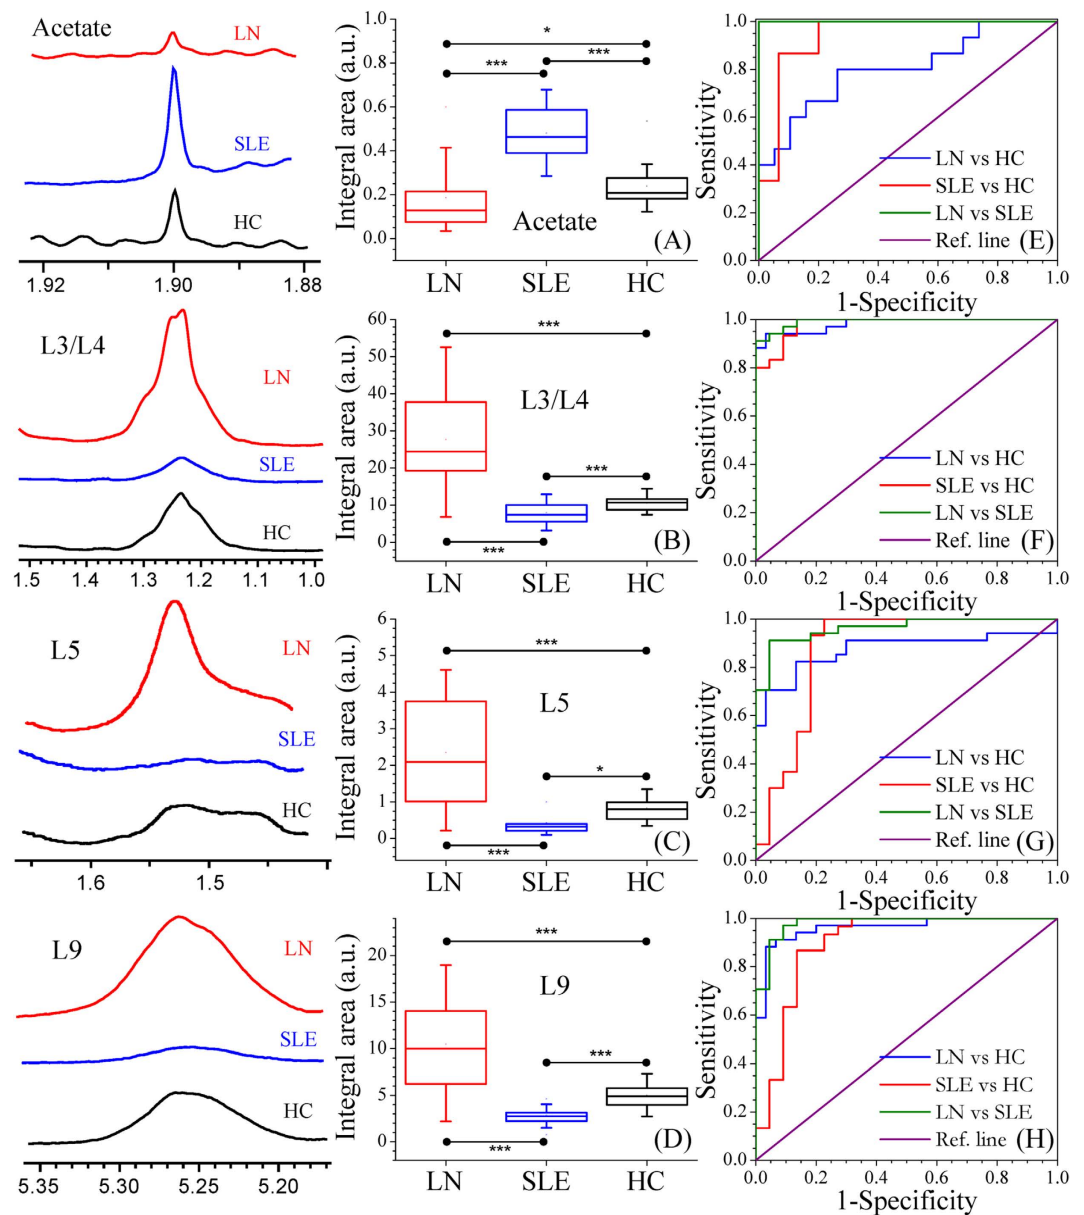 Acetate
LN
SLE
HC
1.92 1.90 1.88
Integral area (a.u.)
1.0
0.8
0.6
0.4
0.2
0.0
*
*** ***
Acetate
(A)
LN SLE HC
Sensitivity
1.0
0.8
0.6
0.4
0.2
0.0
LN vs HC
SLE vs HC
LN vs SLE
Ref. line (E)
0.0 0.2 0.4 0.6 0.8 1.0
1-Specificity
L3/L4
LN
SLE
HC
1.5 1.4 1.3 1.2 1.1 1.0
Integral area (a.u.)
60
50
40
30
20
10
0
***
L3/L4
***
***
(B)
LN SLE HC
Sensitivity
1.0
0.8
0.6
0.4
0.2
0.0
LN vs HC
SLE vs HC
LN vs SLE
Ref. line (F)
0.0 0.2 0.4 0.6 0.8 1.0
1-Specificity
L5
LN
SLE
HC
1.6 1.5
Integral area (a.u.)
6
5
4
3
2
1
0
***
L5
*
***
(C)
LN SLE HC
Sensitivity
1.0
0.8
0.6
0.4
0.2
0.0
LN vs HC
SLE vs HC
LN vs SLE
Ref. line (G)
0.0 0.2 0.4 0.6 0.8 1.0
1-Specificity
L9
LN
SLE
HC
5.35 5.30 5.25 5.20
Integral area (a.u.)
20
15
10
5
0
***
L9
***
***
(D)
LN SLE HC
Sensitivity
1.0
0.8
0.6
0.4
0.2
0.0
LN vs HC
SLE vs HC
LN vs SLE
Ref. line (H)
0.0 0.2 0.4 0.6 0.8 1.0
1-Specificity